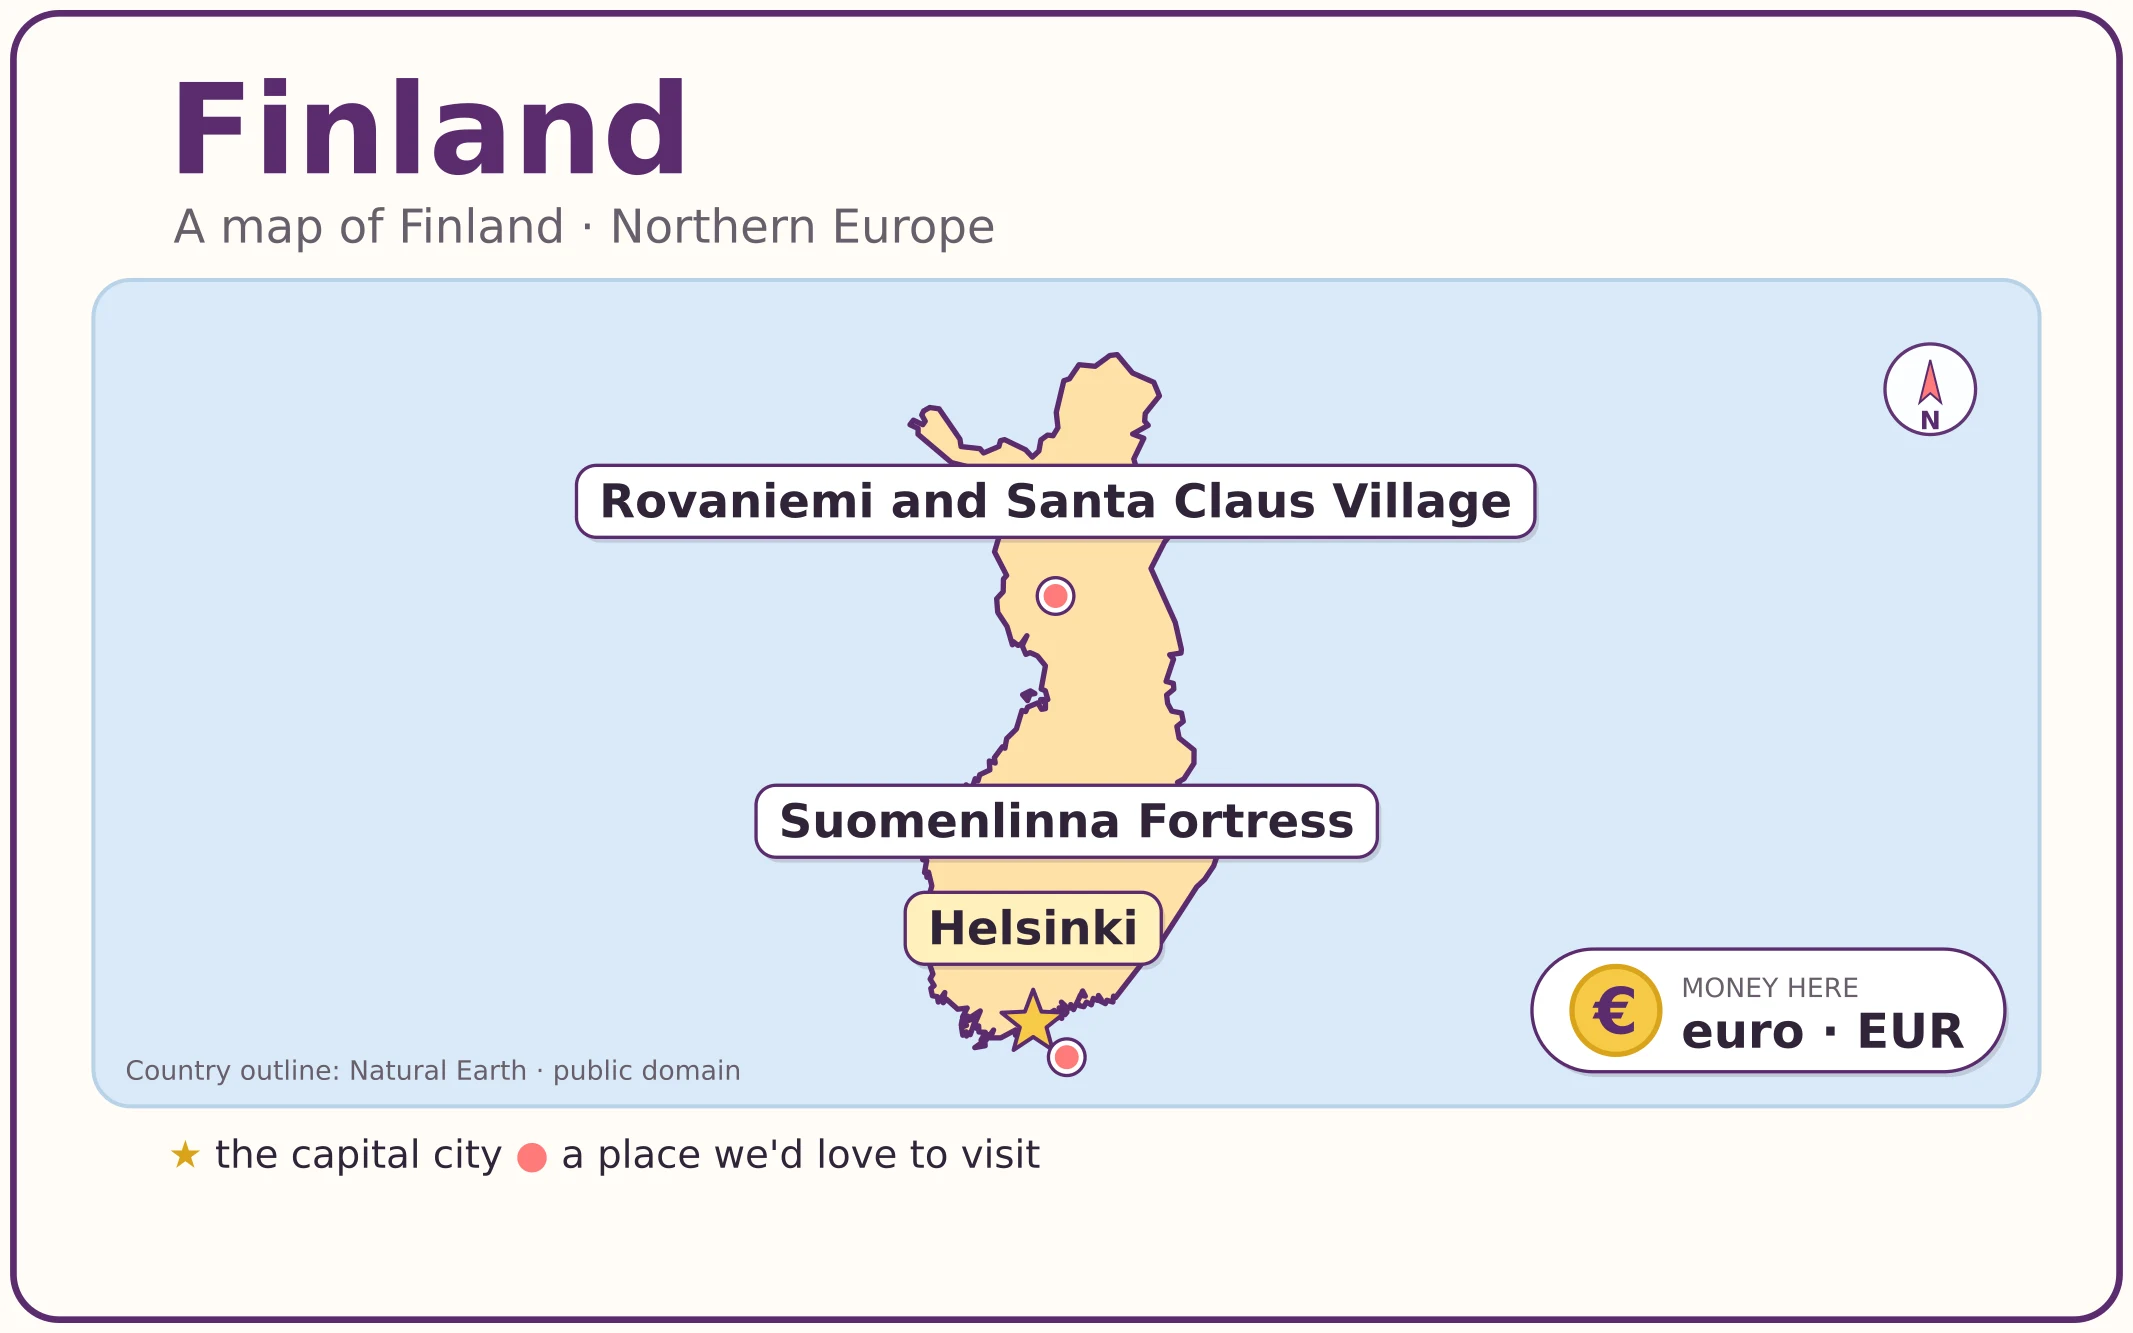 Finland
A map of Finland · Northern Europe
N
Rovaniemi and Santa Claus Village
Suomenlinna Fortress
Helsinki
MONEY HERE
€
euro · EUR
Country outline: Natural Earth · public domain
★ the capital city ● a place we'd love to visit